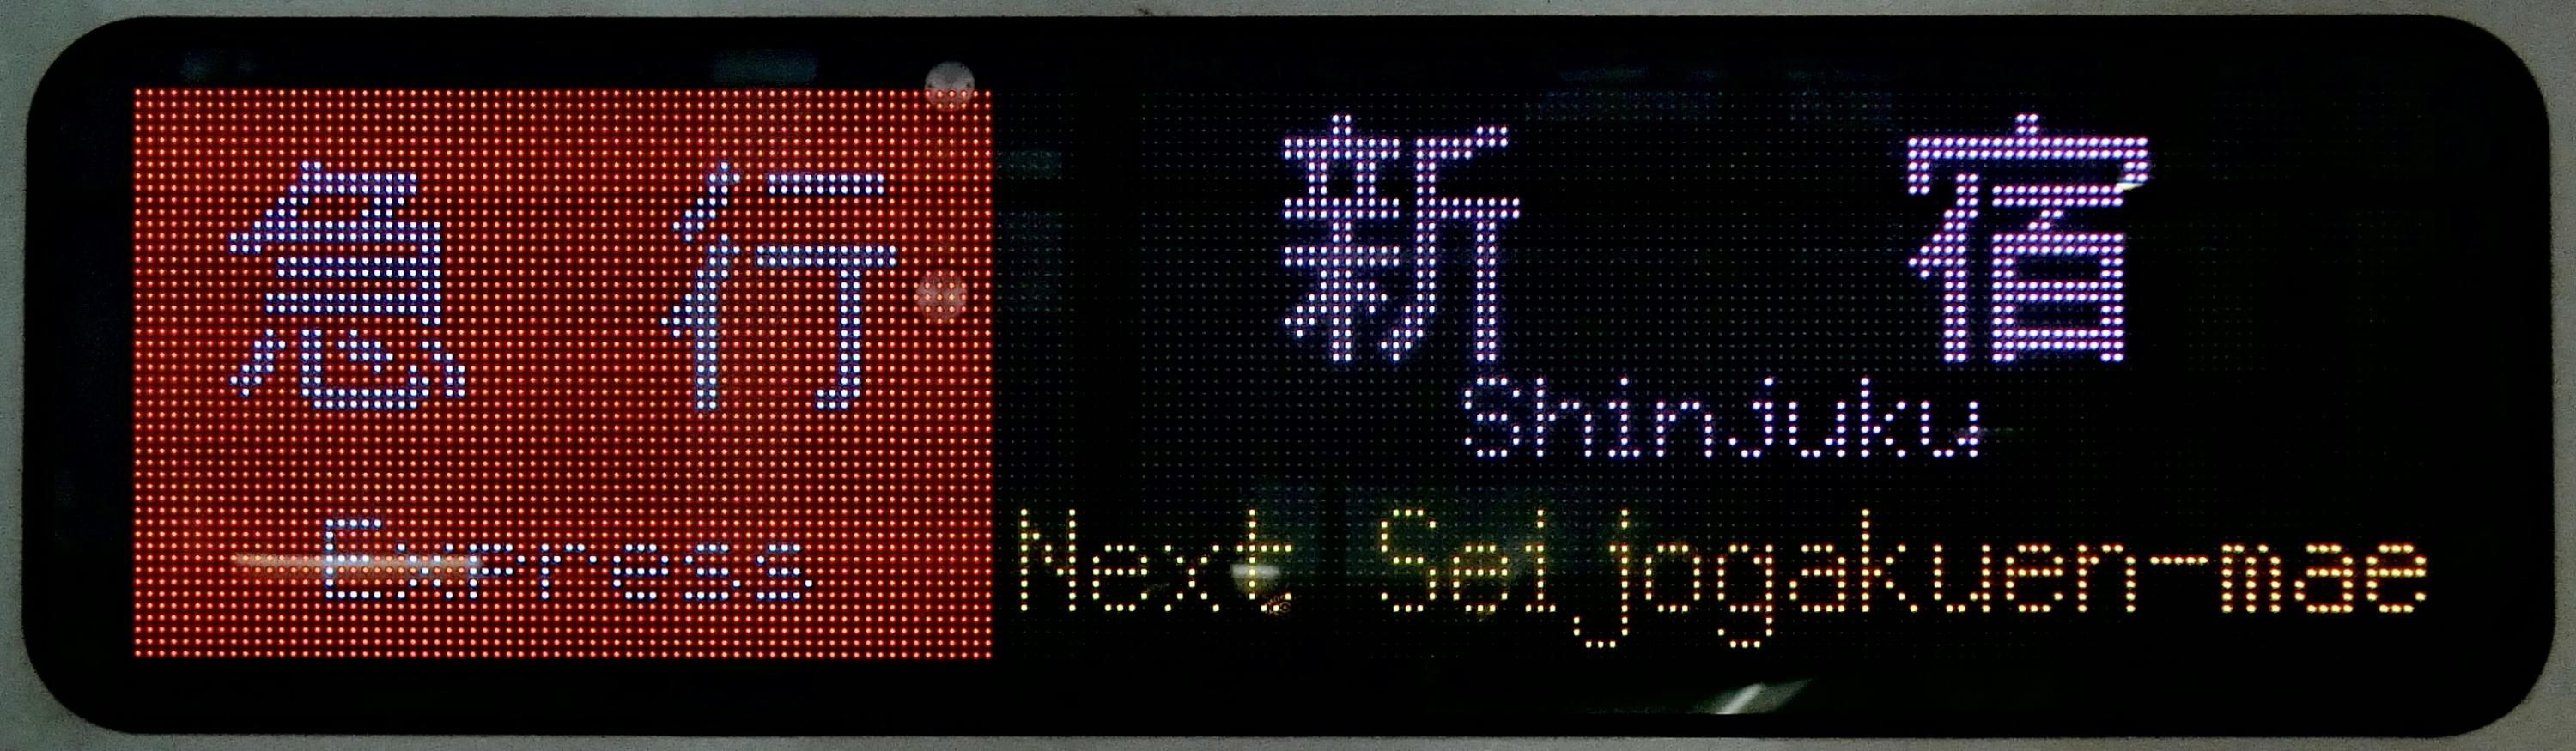 急行
Express
新宿
Shinjuku
Next Seijogakuen-mae